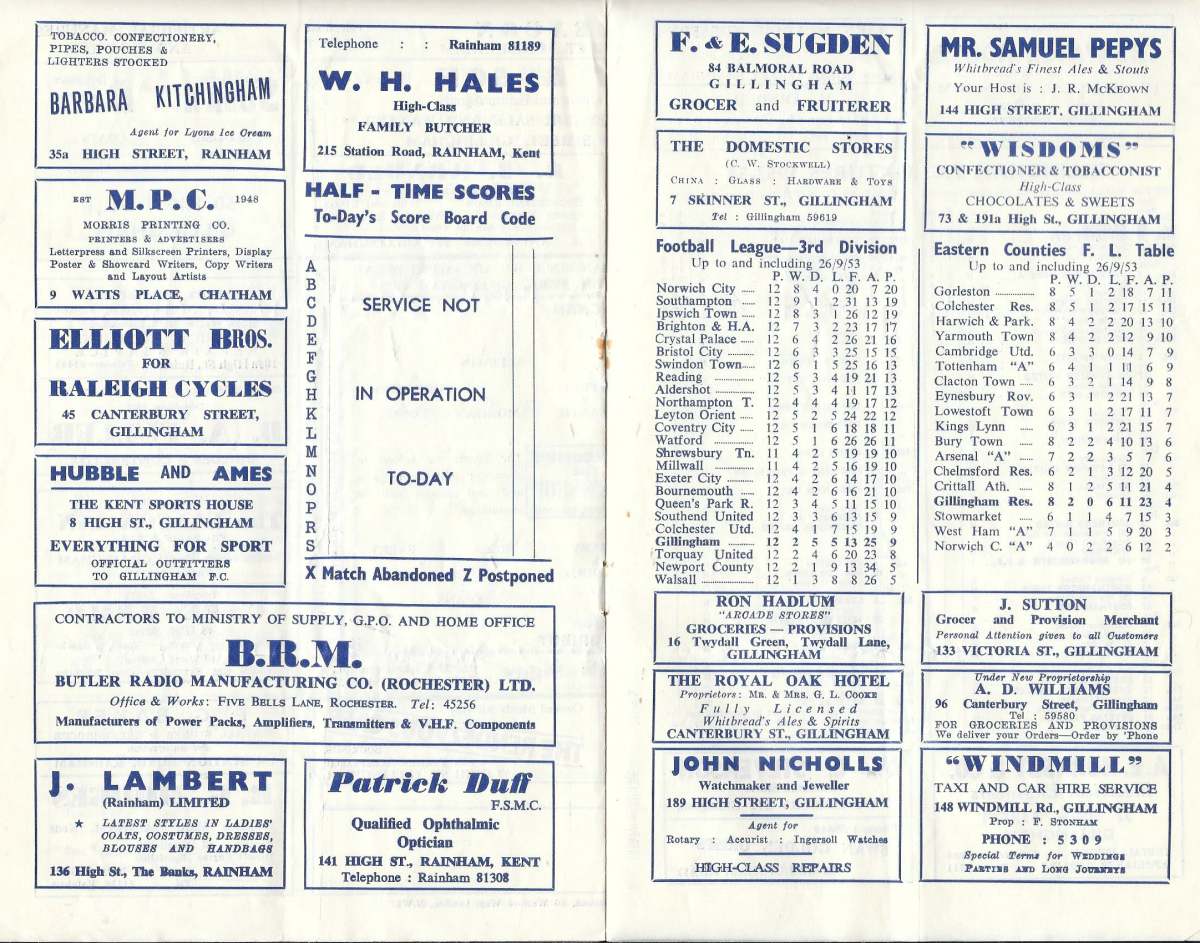 TOBACCO. CONFECTIONERY,
PIPES, POUCHES &
LIGHTERS STOCKED
BARBARA KITCHINGHAM
Agent for Lyons Ice Cream
35a HIGH STREET, RAINHAM
EST M.P.C. 1948
MORRIS PRINTING CO.
PRINTERS & ADVERTISERS
Letterpress and Silkscreen Printers, Display
Poster & Showcard Writers, Copy Writers
and Layout Artists
9 WATTS PLACE, CHATHAM
ELLIOTT BROS.
FOR
RALEIGH CYCLES
45 CANTERBURY STREET,
GILLINGHAM
HUBBLE AND AMES
THE KENT SPORTS HOUSE
8 HIGH ST., GILLINGHAM
EVERYTHING FOR SPORT
OFFICIAL OUTFITTERS
TO GILLINGHAM F.C.
Telephone : : Rainham 81189
W. H. HALES
High-Class
FAMILY BUTCHER
215 Station Road, RAINHAM, Kent
HALF - TIME SCORES
To-Day's Score Board Code
A
B
C
D
E
F
G
H
K
L
M
N
O
P
R
S
SERVICE NOT
IN OPERATION
TO-DAY
X Match Abandoned Z Postponed
CONTRACTORS TO MINISTRY OF SUPPLY, G.P.O. AND HOME OFFICE
B.R.M.
BUTLER RADIO MANUFACTURING CO. (ROCHESTER) LTD.
Office & Works: FIVE BELLS LANE, ROCHESTER. Tel: 45256
Manufacturers of Power Packs, Amplifiers, Transmitters & V.H.F. Components
J. LAMBERT
(Rainham) LIMITED
★ LATEST STYLES IN LADIES'
COATS, COSTUMES, DRESSES,
BLOUSES AND HANDBAGS
136 High St., The Banks, RAINHAM
Patrick Duff
F.S.M.C.
Qualified Ophthalmic
Optician
141 HIGH ST., RAINHAM, KENT
Telephone : Rainham 81308
F. & E. SUGDEN
84 BALMORAL ROAD
GILLINGHAM
GROCER and FRUITERER
THE DOMESTIC STORES
(C. W. STOCKWELL)
CHINA : GLASS : HARDWARE & TOYS
7 SKINNER ST., GILLINGHAM
Tel : Gillingham 59619
Football League—3rd Division
Up to and including 26/9/53
P. W. D. L. F. A. P.
Norwich City ..... 12 8 4 0 20 7 20
Southampton ..... 12 9 1 2 31 13 19
Ipswich Town ..... 12 8 3 1 26 12 19
Brighton & H.A. 12 7 3 2 23 17 17
Crystal Palace ..... 12 6 4 2 26 21 16
Bristol City .......... 12 6 3 3 25 15 15
Swindon Town..... 12 6 1 5 25 16 13
Reading ............... 12 5 3 4 19 21 13
Aldershot ............ 12 5 3 4 11 17 13
Northampton T. 12 4 4 4 19 17 12
Leyton Orient ..... 12 5 2 5 24 22 12
Coventry City ..... 12 5 1 6 18 18 11
Watford ............... 12 5 1 6 26 26 11
Shrewsbury Tn. 11 4 2 5 19 19 10
Millwall ............... 11 4 2 5 16 19 10
Exeter City .......... 12 4 2 6 14 17 10
Bournemouth ..... 12 4 2 6 16 21 10
Queen's Park R. 12 3 4 5 11 15 10
Southend United 12 3 3 6 13 15 9
Colchester Utd. 12 4 1 7 15 19 9
Gillingham .......... 12 2 5 5 13 25 9
Torquay United 12 2 4 6 20 23 8
Newport County 12 2 1 9 13 34 5
Walsall ................. 12 1 3 8 8 26 5
RON HADLUM
"ARCADE STORES"
GROCERIES — PROVISIONS
16 Twydall Green, Twydall Lane,
GILLINGHAM
THE ROYAL OAK HOTEL
Proprietors: MR. & MRS. G. L. COOKE
Fully Licensed
Whitbread's Ales & Spirits
CANTERBURY ST., GILLINGHAM
JOHN NICHOLLS
Watchmaker and Jeweller
189 HIGH STREET, GILLINGHAM
Agent for
Rotary : Accurist : Ingersoll Watches
HIGH-CLASS REPAIRS
MR. SAMUEL PEPYS
Whitbread's Finest Ales & Stouts
Your Host is : J. R. MCKEOWN
144 HIGH STREET, GILLINGHAM
"WISDOMS"
CONFECTIONER & TOBACCONIST
High-Class
CHOCOLATES & SWEETS
73 & 191a High St., GILLINGHAM
Eastern Counties F. L. Table
Up to and including 26/9/53
P. W. D. L. F. A. P.
Gorleston ............... 8 5 1 2 18 7 11
Colchester Res. 8 5 1 2 17 15 11
Harwich & Park. 8 4 2 2 20 13 10
Yarmouth Town 8 4 2 2 12 9 10
Cambridge Utd. 6 3 3 0 14 7 9
Tottenham "A" 6 4 1 1 11 6 9
Clacton Town ..... 6 3 2 1 14 9 8
Eynesbury Rov. 6 3 1 2 21 13 7
Lowestoft Town 6 3 1 2 17 11 7
Kings Lynn ..... 6 3 1 2 21 15 7
Bury Town ..... 8 2 2 4 10 13 6
Arsenal "A" ..... 7 2 2 3 5 7 6
Chelmsford Res. 6 2 1 3 12 20 5
Crittall Ath. ..... 8 1 2 5 11 21 4
Gillingham Res. 8 2 0 6 11 23 4
Stowmarket ..... 6 1 1 4 7 15 3
West Ham "A" 7 1 1 5 9 20 3
Norwich C. "A" 4 0 2 2 6 12 2
J. SUTTON
Grocer and Provision Merchant
Personal Attention given to all Customers
133 VICTORIA ST., GILLINGHAM
Under New Proprietorship
A. D. WILLIAMS
96 Canterbury Street, Gillingham
Tel : 59580
FOR GROCERIES AND PROVISIONS
We deliver your Orders—Order by 'Phone
"WINDMILL"
TAXI AND CAR HIRE SERVICE
148 WINDMILL Rd., GILLINGHAM
Prop : F. STONHAM
PHONE : 5309
Special Terms for WEDDINGS
PARTIES AND LONG JOURNEYS